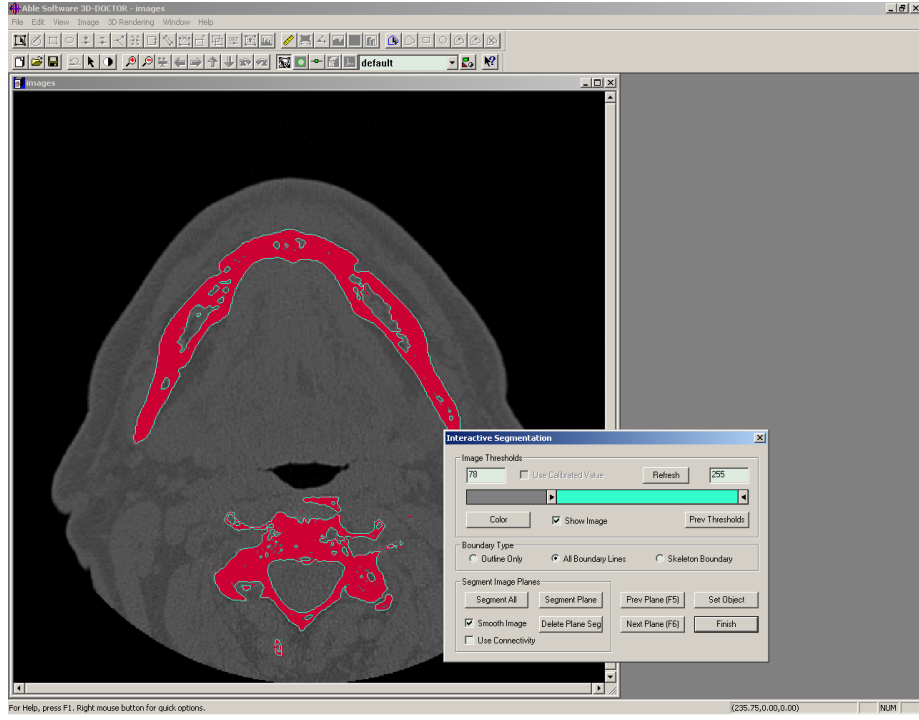 Able Software 3D-DOCTOR - images
File Edit View Image 3D Rendering Window Help
default
images
Interactive Segmentation
Image Thresholds
78 Use Calibrated Value Refresh 255
Color Show Image Prev Thresholds
Boundary Type
Outline Only All Boundary Lines Skeleton Boundary
Segment Image Planes
Segment All Segment Plane Prev Plane (F5) Set Object
Smooth Image Delete Plane Seg Next Plane (F6) Finish
Use Connectivity
For Help, press F1. Right mouse button for quick options. (235.75,0.00,0.00) NUM